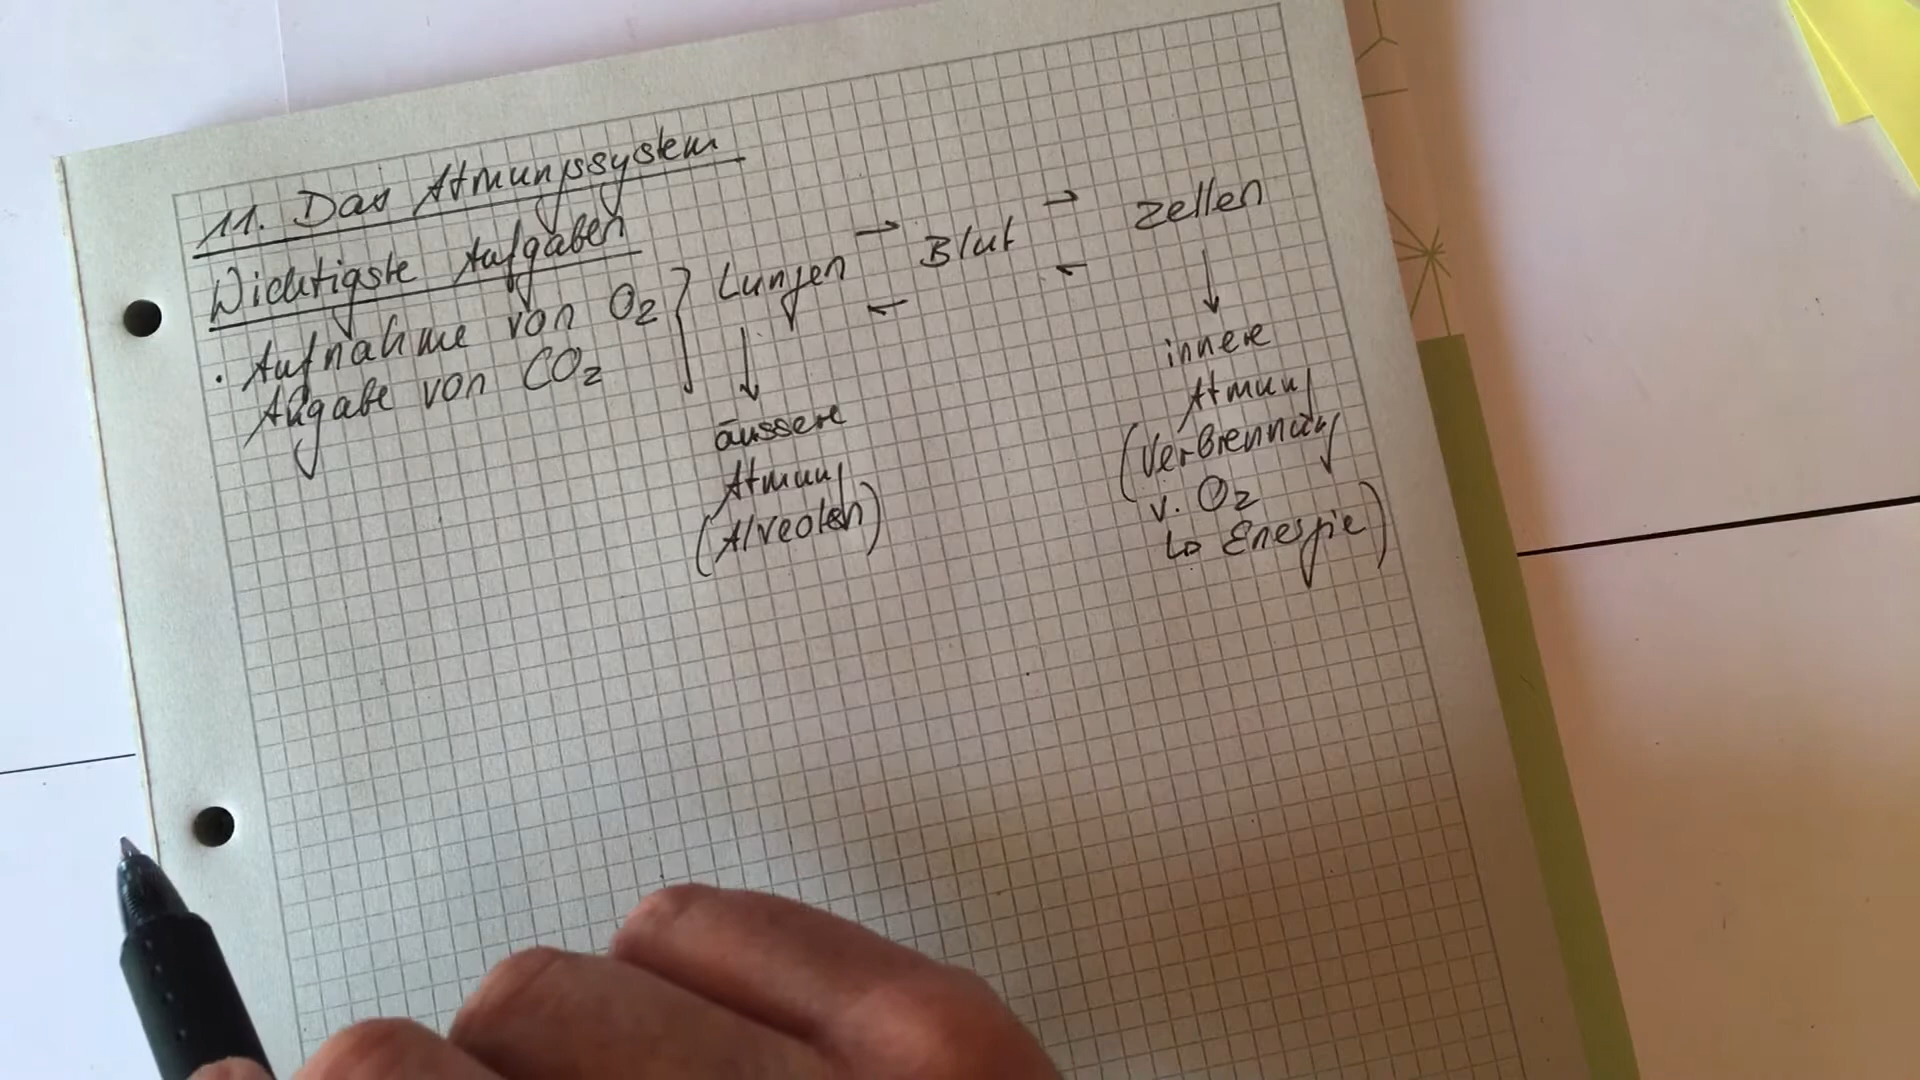 11. Das Atmungssystem
Wichtigste Aufgaben
· Aufnahme von O₂
Abgabe von CO₂
} Lungen → ← Blut → ← Zellen
↓
äussere
Atmung
(Alveolen)
↓
innere
Atmung
(Verbrennung
v. O₂
↳ Energie)